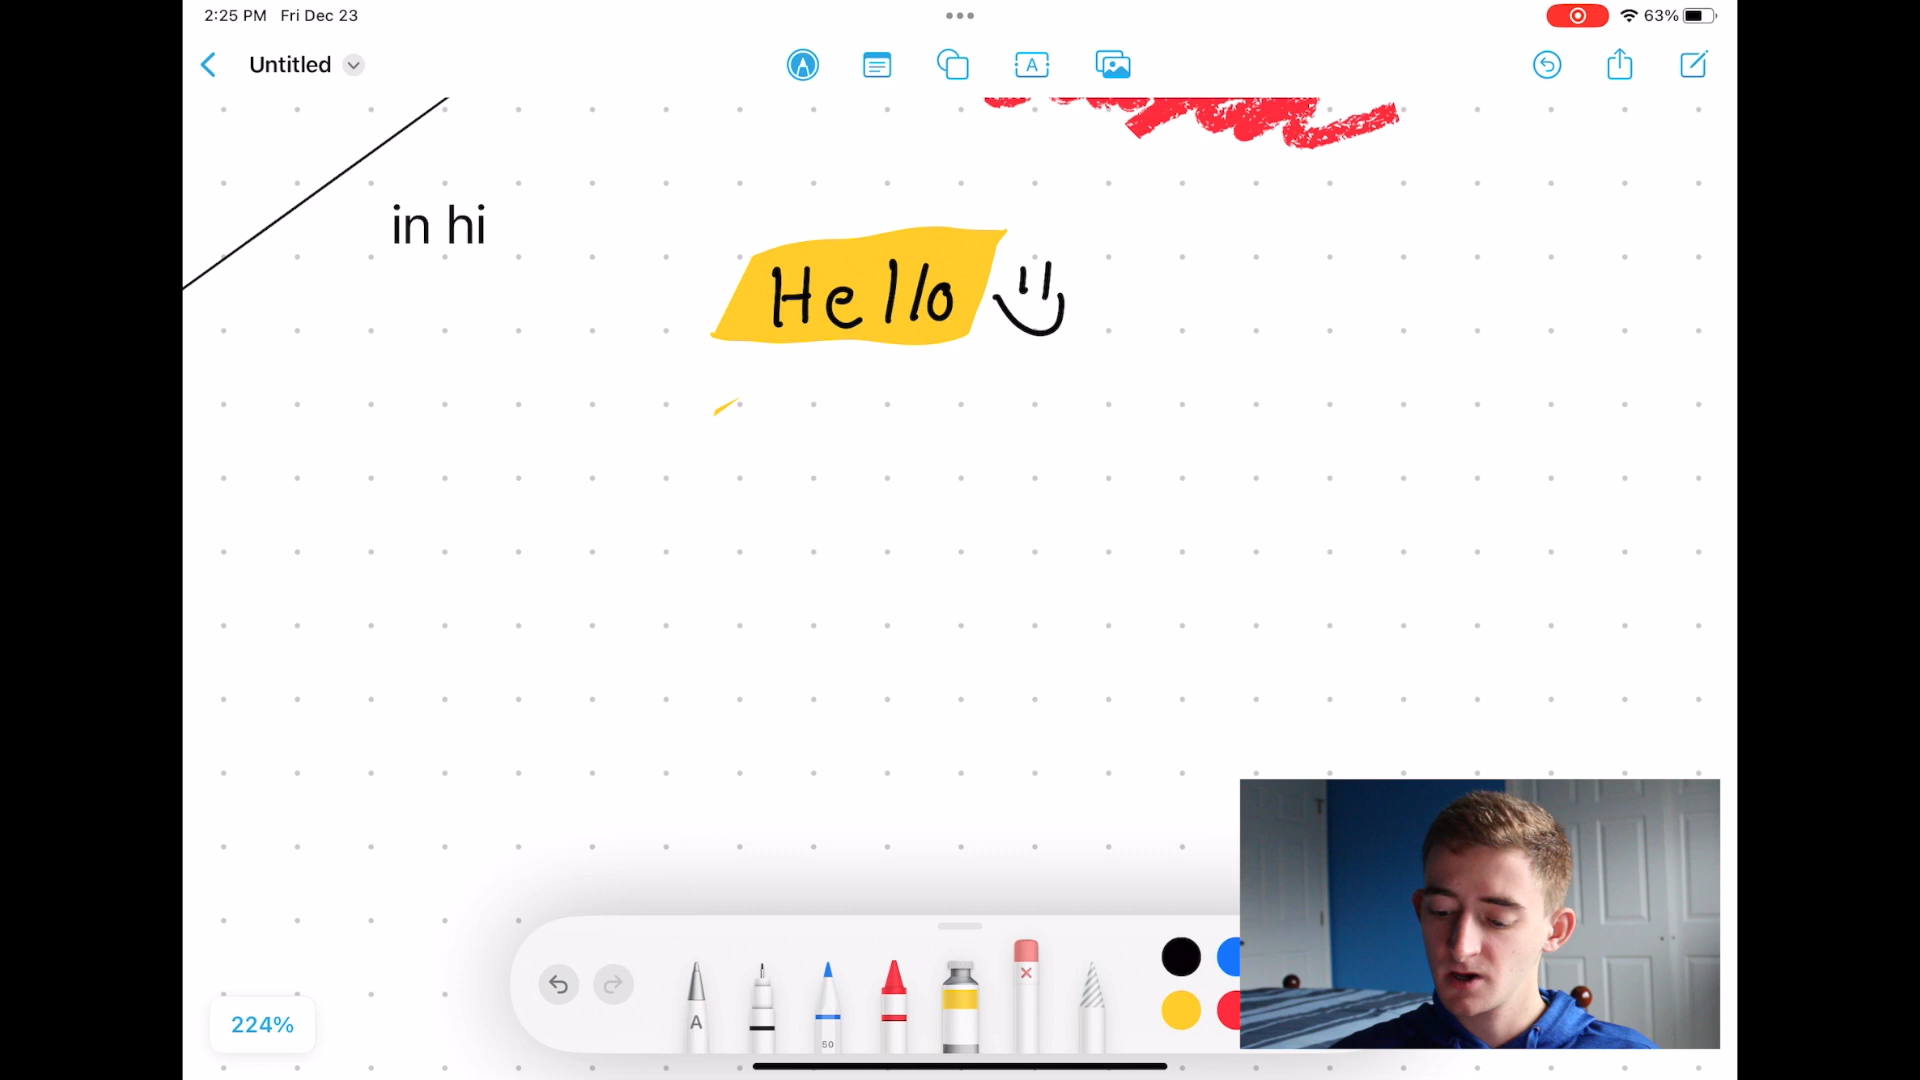 2:25 PM Fri Dec 23
63%
Untitled
A
in hi
Hello
A
50
224%